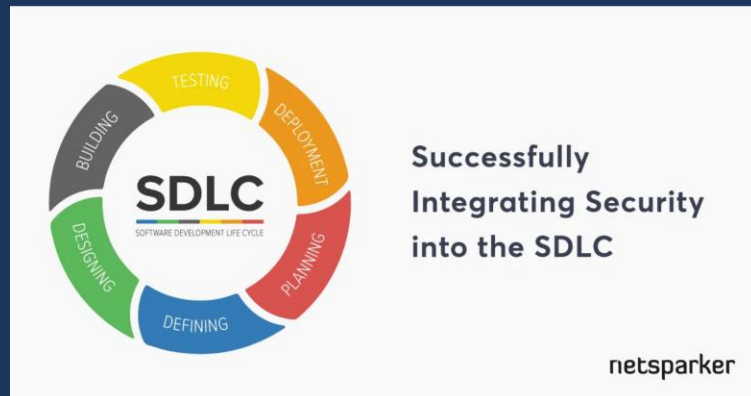 TESTING
DEPLOYMENT
BUILDING
SDLC
SOFTWARE DEVELOPMENT LIFE CYCLE
DESIGNING
PLANNING
DEFINING
Successfully
Integrating Security
into the SDLC
netsparker